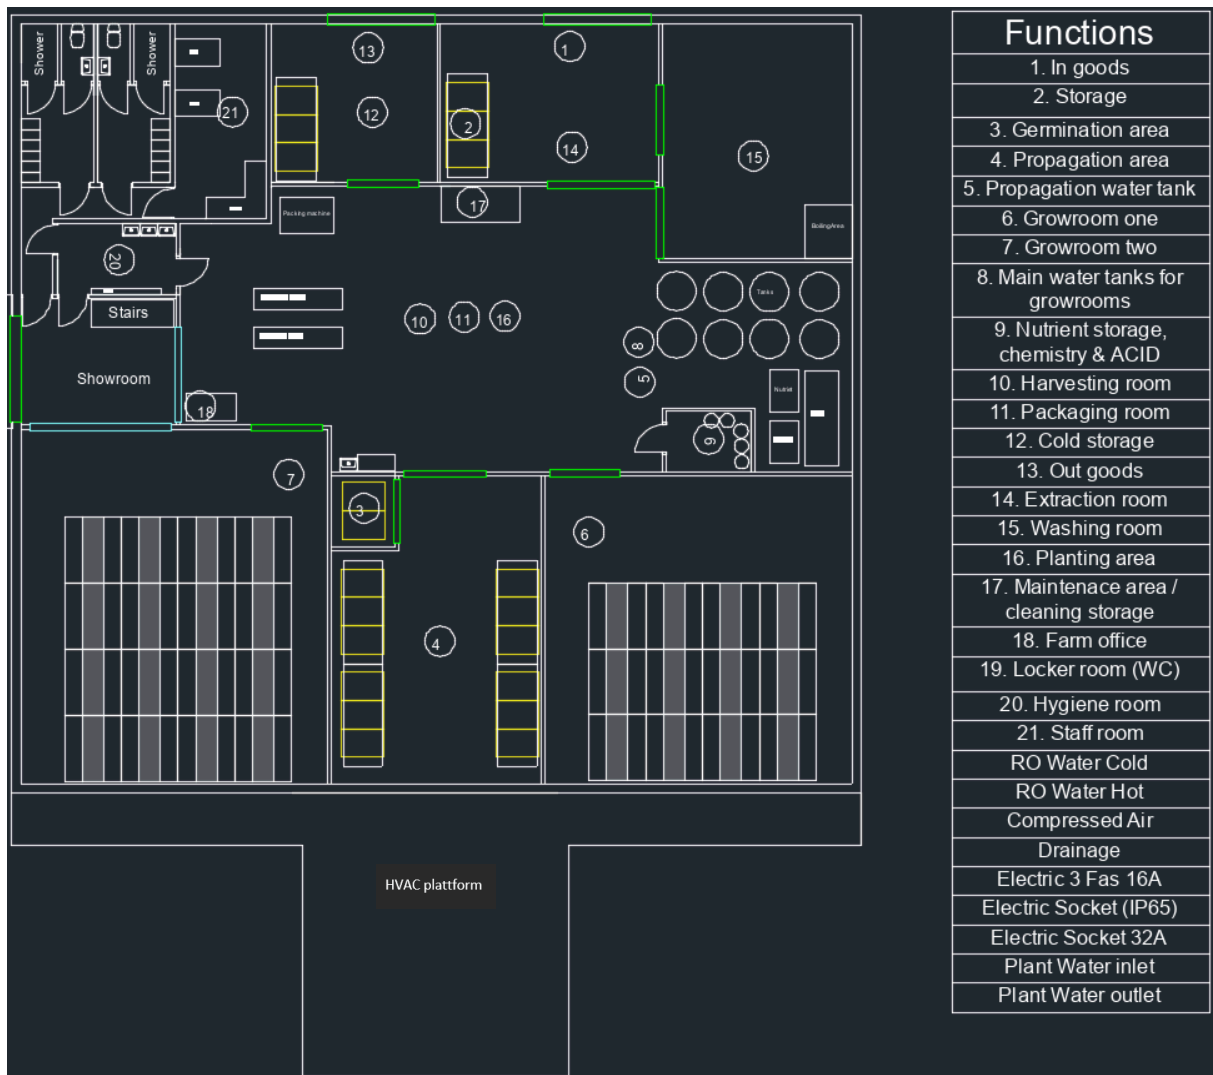 Shower
Shower
13
1
21
12
2
14
15
17
Packing machine
BoilingArea
20
Stairs
10
11
16
Tanks
8
5
Showroom
18
Nutriet
9
7
3
6
4
HVAC plattform
Functions
1. In goods
2. Storage
3. Germination area
4. Propagation area
5. Propagation water tank
6. Growroom one
7. Growroom two
8. Main water tanks for
growrooms
9. Nutrient storage,
chemistry & ACID
10. Harvesting room
11. Packaging room
12. Cold storage
13. Out goods
14. Extraction room
15. Washing room
16. Planting area
17. Maintenace area /
cleaning storage
18. Farm office
19. Locker room (WC)
20. Hygiene room
21. Staff room
RO Water Cold
RO Water Hot
Compressed Air
Drainage
Electric 3 Fas 16A
Electric Socket (IP65)
Electric Socket 32A
Plant Water inlet
Plant Water outlet